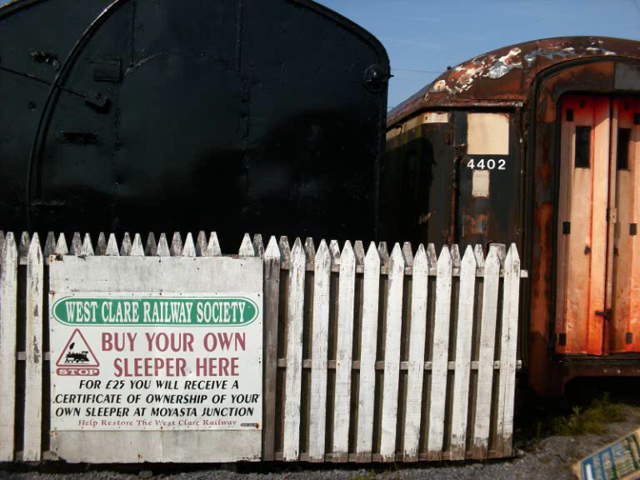 4402
WEST CLARE RAILWAY SOCIETY
BUY YOUR OWN
SLEEPER HERE
STOP
FOR £25 YOU WILL RECEIVE A
CERTIFICATE OF OWNERSHIP OF YOUR
OWN SLEEPER AT MOYASTA JUNCTION
Help Restore The West Clare Railway